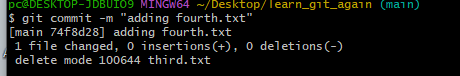 pc@DESKTOP-JDBUIO9 MINGW64 ~/Desktop/learn_git_again (main)
$ git commit -m "adding fourth.txt"
[main 74f8d28] adding fourth.txt
 1 file changed, 0 insertions(+), 0 deletions(-)
 delete mode 100644 third.txt